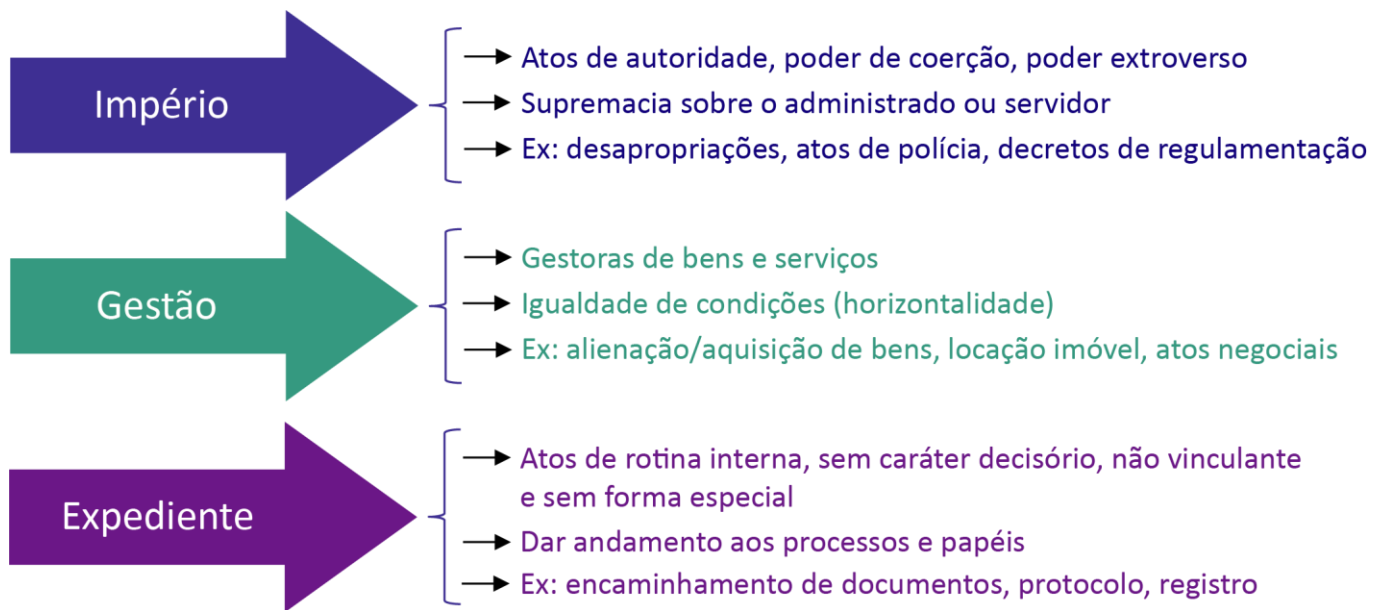 Império
Atos de autoridade, poder de coerção, poder extroverso
Supremacia sobre o administrado ou servidor
Ex: desapropriações, atos de polícia, decretos de regulamentação
Gestão
Gestoras de bens e serviços
Igualdade de condições (horizontalidade)
Ex: alienação/aquisição de bens, locação imóvel, atos negociais
Expediente
Atos de rotina interna, sem caráter decisório, não vinculante
e sem forma especial
Dar andamento aos processos e papéis
Ex: encaminhamento de documentos, protocolo, registro